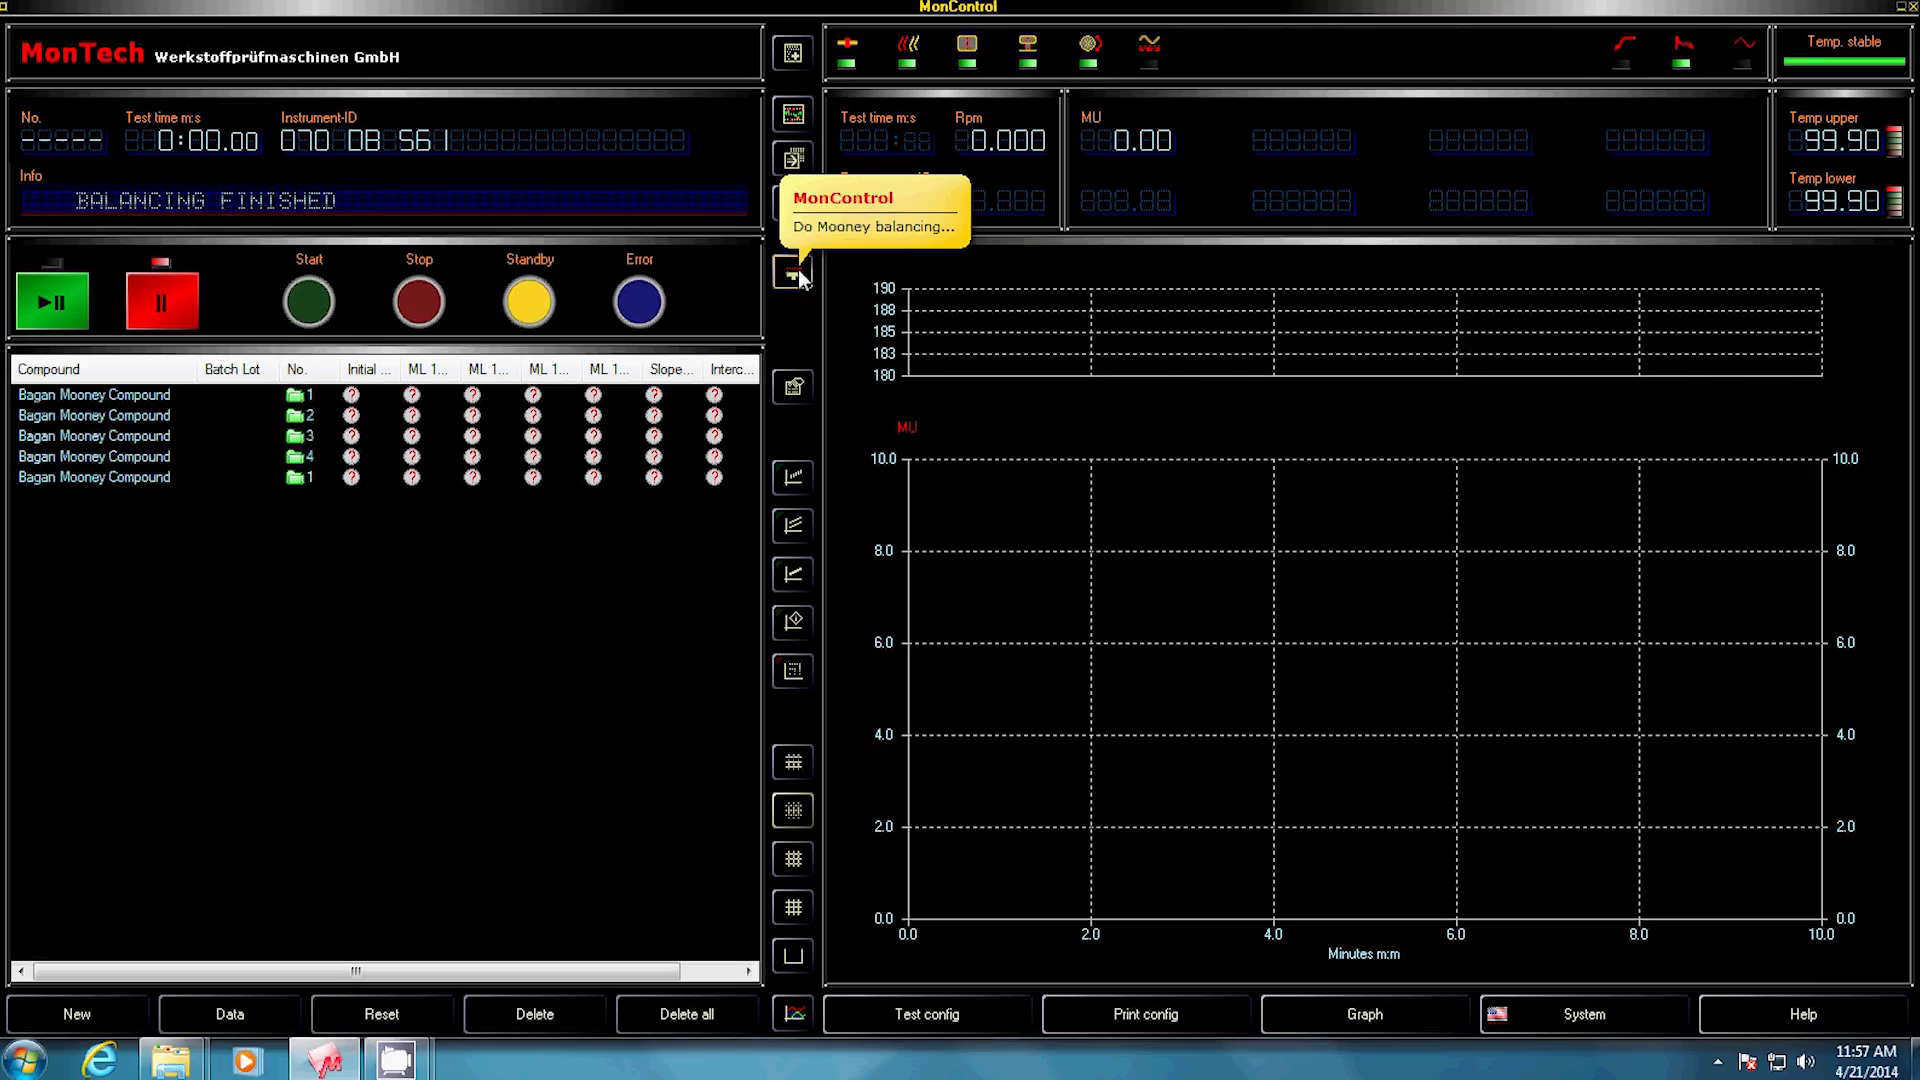 MonControl
MonTech Werkstoffprüfmaschinen GmbH
Temp. stable
No.
Test time m:s
Instrument-ID
-----
0:00.00
070 DB S61
Info
BALANCING FINISHED
Test time m:s
Rpm
0.000
MU
0.00
Temp upper
99.90
Temp lower
99.90
MonControl
Do Mooney balancing...
Start
Stop
Standby
Error
Compound Batch Lot No. Initial ... ML 1... ML 1... ML 1... ML 1... Slope... Interc...
Bagan Mooney Compound 1 ? ? ? ? ? ? ?
Bagan Mooney Compound 2 ? ? ? ? ? ? ?
Bagan Mooney Compound 3 ? ? ? ? ? ? ?
Bagan Mooney Compound 4 ? ? ? ? ? ? ?
Bagan Mooney Compound 1 ? ? ? ? ? ? ?
190
188
185
183
180
MU
10.0 10.0
8.0 8.0
6.0 6.0
4.0 4.0
2.0 2.0
0.0 0.0
0.0 2.0 4.0 6.0 8.0 10.0
Minutes m:m
New
Data
Reset
Delete
Delete all
Test config
Print config
Graph
System
Help
11:57 AM
4/21/2014